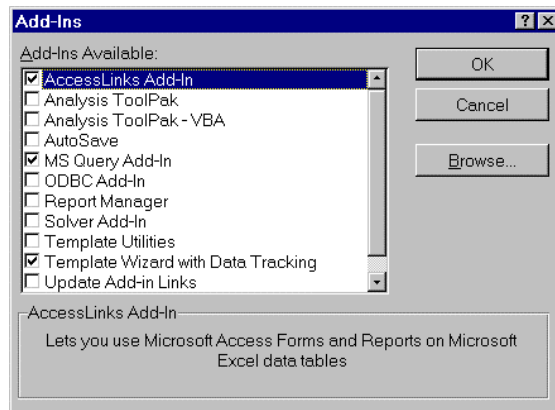 Add-Ins
Add-Ins Available:
AccessLinks Add-In
Analysis ToolPak
Analysis ToolPak - VBA
AutoSave
MS Query Add-In
ODBC Add-In
Report Manager
Solver Add-In
Template Utilities
Template Wizard with Data Tracking
Update Add-in Links
OK
Cancel
Browse...
AccessLinks Add-In
Lets you use Microsoft Access Forms and Reports on Microsoft
Excel data tables